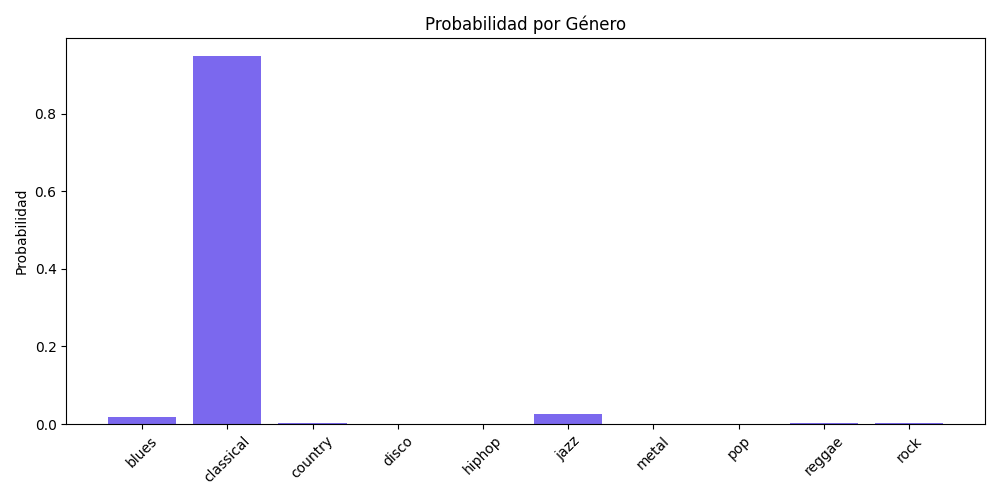 Probabilidad por Género
Probabilidad
0.8
0.6
0.4
0.2
0.0
blues
classical
country
disco
hiphop
jazz
metal
pop
reggae
rock